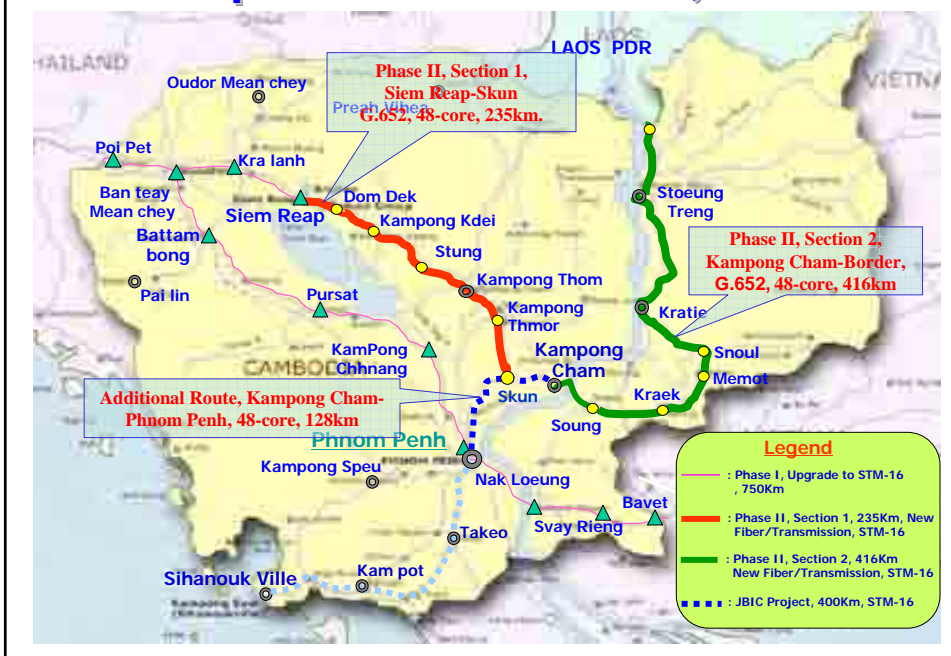 LAOS PDR
LAOS
HAILAND
VIETNA
Oudor Mean chey
Phase II, Section 1,
Siem Reap-Skun
G.652, 48-core, 235km.
Preah Vihea
Poi Pet
Kra lanh
Ban teay
Mean chey
Siem Reap
Dom Dek
Kampong Kdei
Stoeung
Treng
Battam
bong
Stung
Phase II, Section 2,
Kampong Cham-Border,
G.652, 48-core, 416km
Pai lin
Pursat
Kampong Thom
Kampong
Thmor
Kratie
KamPong
Chhnang
Kampong
Cham
Snoul
Memot
CAMBOD
Additional Route, Kampong Cham-
Phnom Penh, 48-core, 128km
Skun
Kraek
Soung
Phnom Penh
Kampong Speu
Nak Loeung
Svay Rieng
Bavet
Takeo
Kam pot
Sihanouk Ville
Legend
: Phase I, Upgrade to STM-16
, 750Km
: Phase II, Section 1, 235Km, New
Fiber/Transmission, STM-16
: Phase II, Section 2, 416Km
New Fiber/Transmission, STM-16
: JBIC Project, 400Km, STM-16